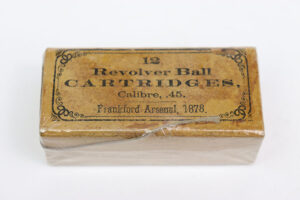 12
Revolver Ball
CARTRIDGES,
Calibre, .45.
Frankford Arsenal, 1878.